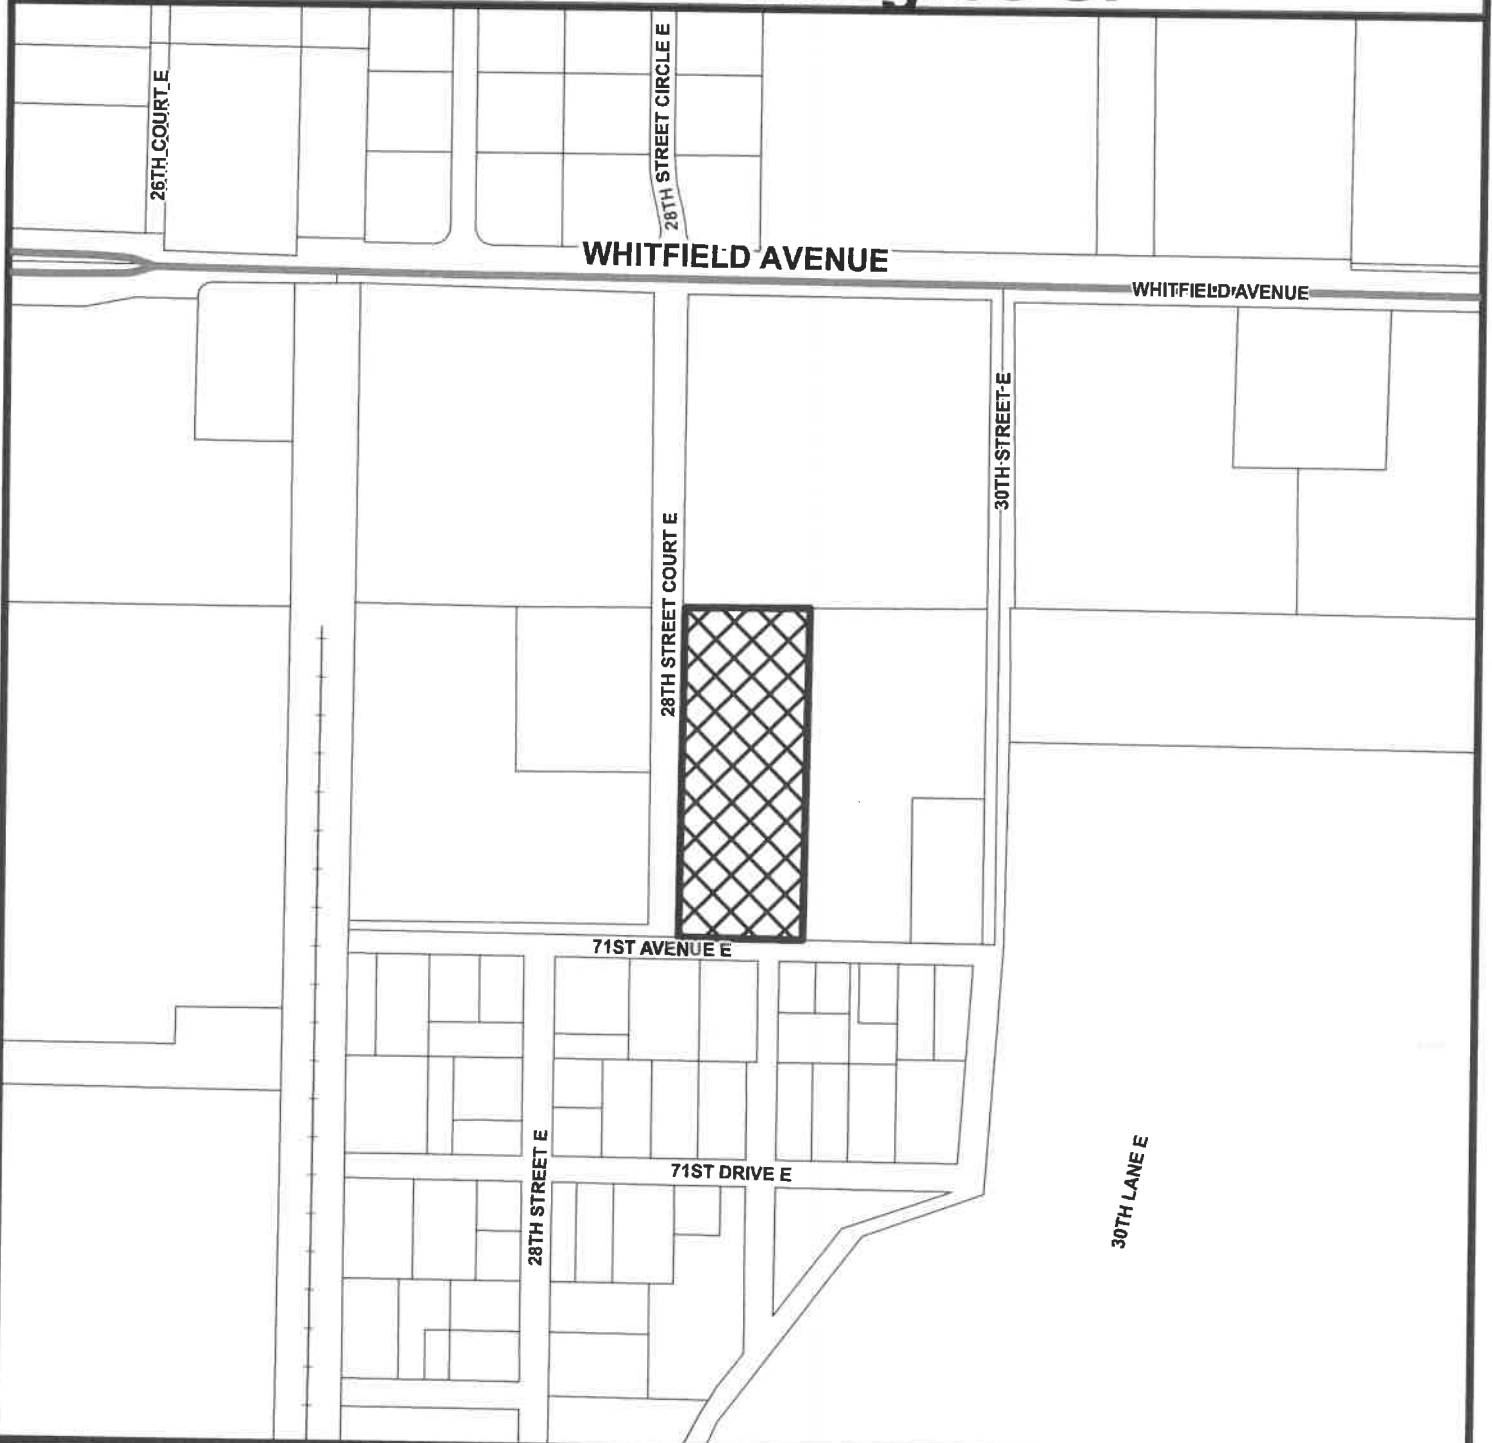 26TH COURT E
28TH STREET CIRCLE E
WHITFIELD AVENUE
WHITFIELD AVENUE
30TH STREET E
28TH STREET COURT E
71ST AVENUE E
71ST DRIVE E
28TH STREET E
30TH LANE E